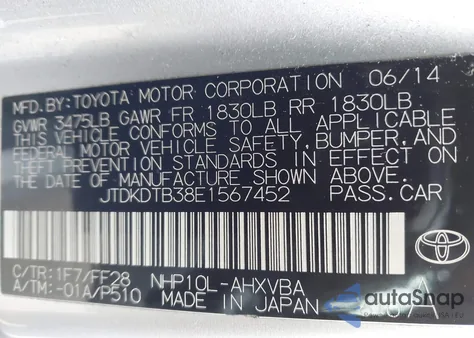 MFD.BY:TOYOTA MOTOR CORPORATION 06/14
GVWR 3475LB GAWR FR 1830LB RR 1830LB
THIS VEHICLE CONFORMS TO ALL APPLICABLE
FEDERAL MOTOR VEHICLE SAFETY,BUMPER,AND
THEFT PREVENTION STANDARDS IN EFFECT ON
THE DATE OF MANUFACTURE SHOWN ABOVE.
JTDKDTB38E1567452 PASS.CAR
C/TR:1F7/FF28 NHP10L-AHXVBA
A/TM:-01A/P510 MADE IN JAPAN
TOYOTA
autoSnap